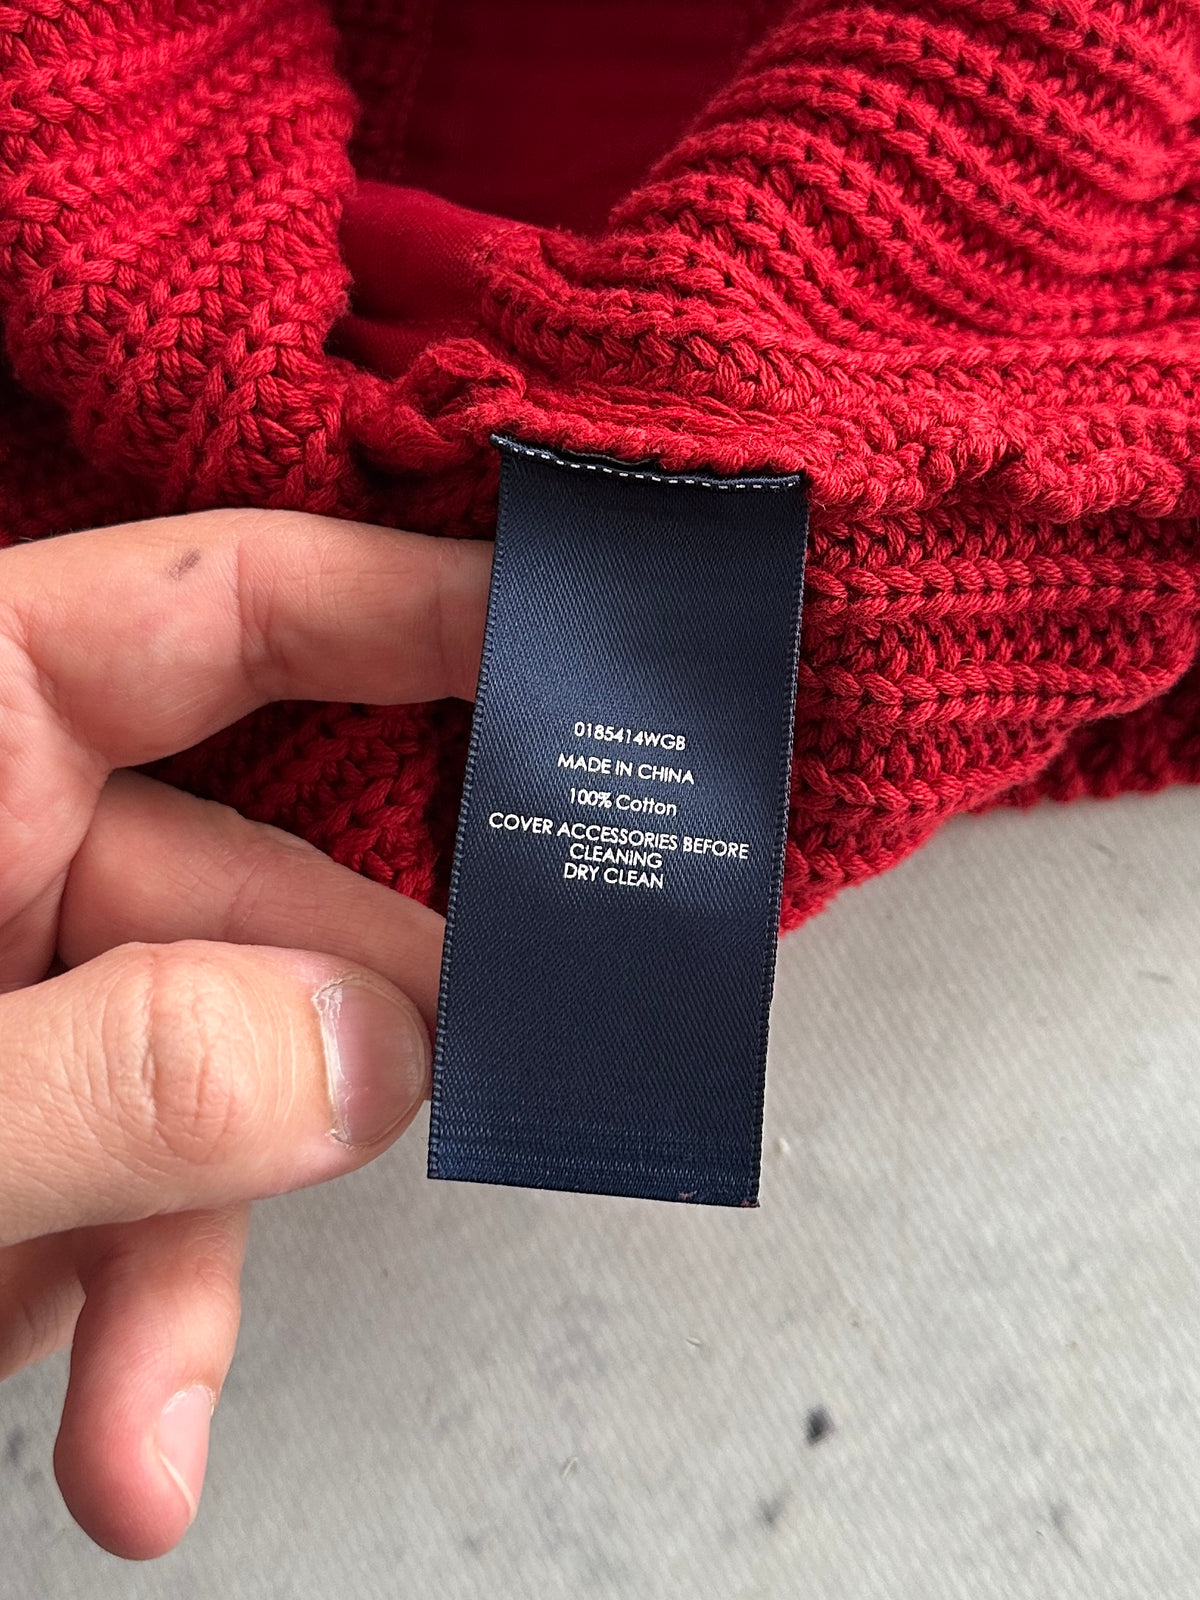 0185414WGB
MADE IN CHINA
100% Cotton
COVER ACCESSORIES BEFORE
CLEANING
DRY CLEAN